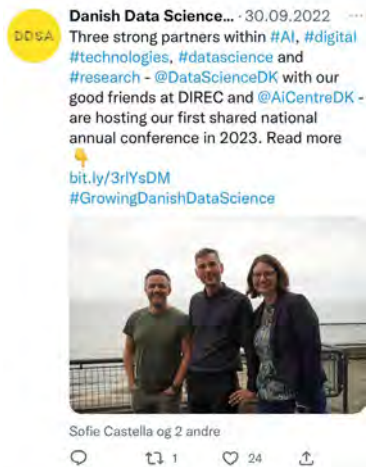 DDSA
Danish Data Science... · 30.09.2022 ...
Three strong partners within #AI, #digital
#technologies, #datascience and
#research - @DataScienceDK with our
good friends at DIREC and @AiCentreDK -
are hosting our first shared national
annual conference in 2023. Read more
👇
bit.ly/3rlYsDM
#GrowingDanishDataScience
Sofie Castella og 2 andre
1 24